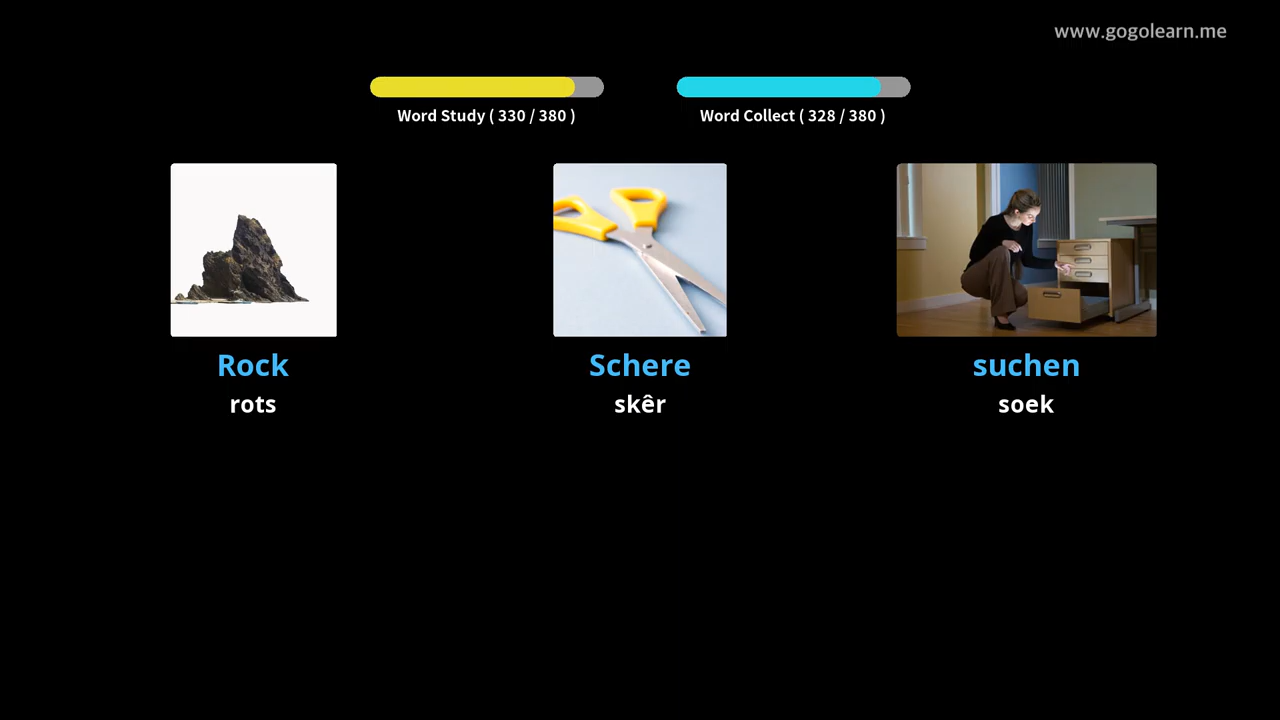 www.gogolearn.me
Word Study ( 330 / 380 )
Word Collect ( 328 / 380 )
Rock
rots
Schere
skêr
suchen
soek